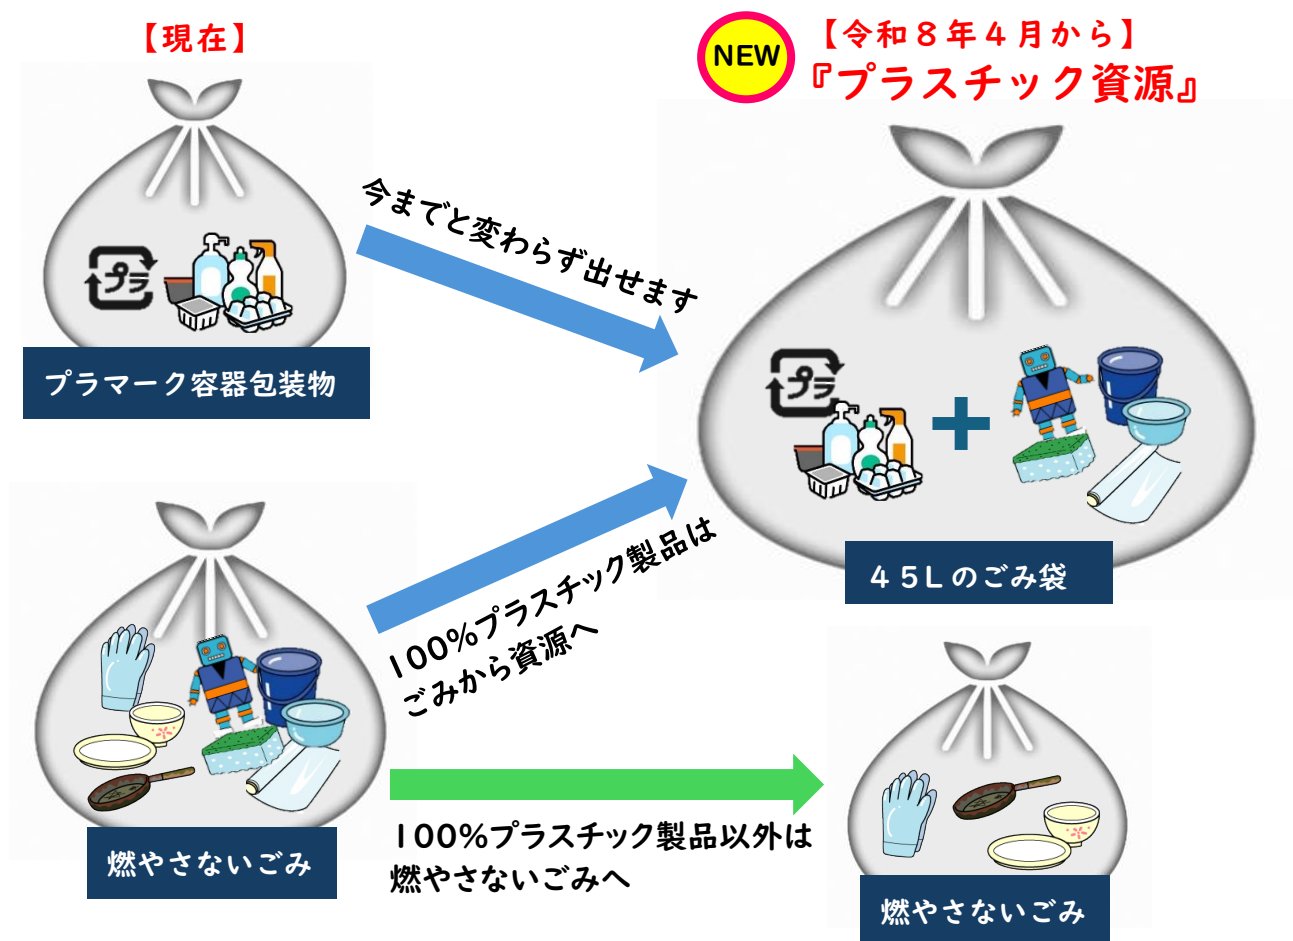 【現在】
NEW
【令和８年４月から】
『プラスチック資源』
今までと変わらず出せます
プラ
プラマーク容器包装物
プラ
４５Lのごみ袋
100%プラスチック製品は
ごみから資源へ
燃やさないごみ
100%プラスチック製品以外は
燃やさないごみへ
燃やさないごみ